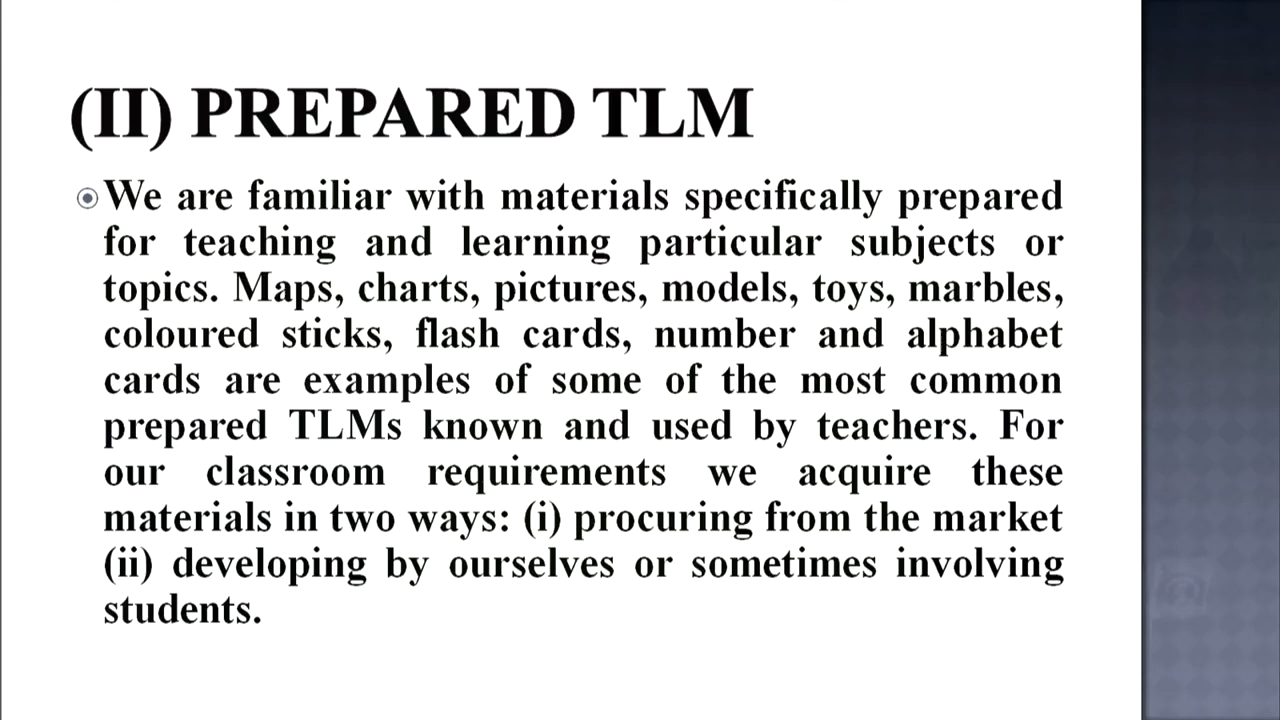 (II) PREPARED TLM
We are familiar with materials specifically prepared
for teaching and learning particular subjects or
topics. Maps, charts, pictures, models, toys, marbles,
coloured sticks, flash cards, number and alphabet
cards are examples of some of the most common
prepared TLMs known and used by teachers. For
our classroom requirements we acquire these
materials in two ways: (i) procuring from the market
(ii) developing by ourselves or sometimes involving
students.